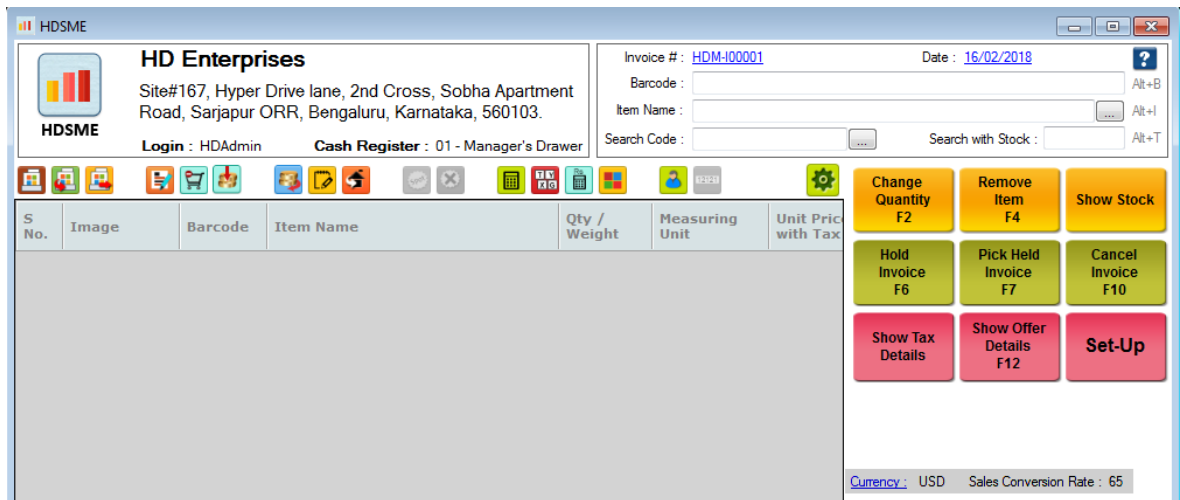 HDSME
HD Enterprises
Site#167, Hyper Drive lane, 2nd Cross, Sobha Apartment
Road, Sarjapur ORR, Bengaluru, Karnataka, 560103.
HDSME
Login : HDAdmin Cash Register : 01 - Manager's Drawer
Invoice # : HDM-I00001 Date : 16/02/2018 ?
Barcode : Alt+B
Item Name : ... Alt+I
Search Code : ... Search with Stock : Alt+T
S No. Image Barcode Item Name Qty / Weight Measuring Unit Unit Price with Tax
Change
Quantity
F2
Remove
Item
F4
Show Stock
Hold
Invoice
F6
Pick Held
Invoice
F7
Cancel
Invoice
F10
Show Tax
Details
Show Offer
Details
F12
Set-Up
Currency : USD Sales Conversion Rate : 65